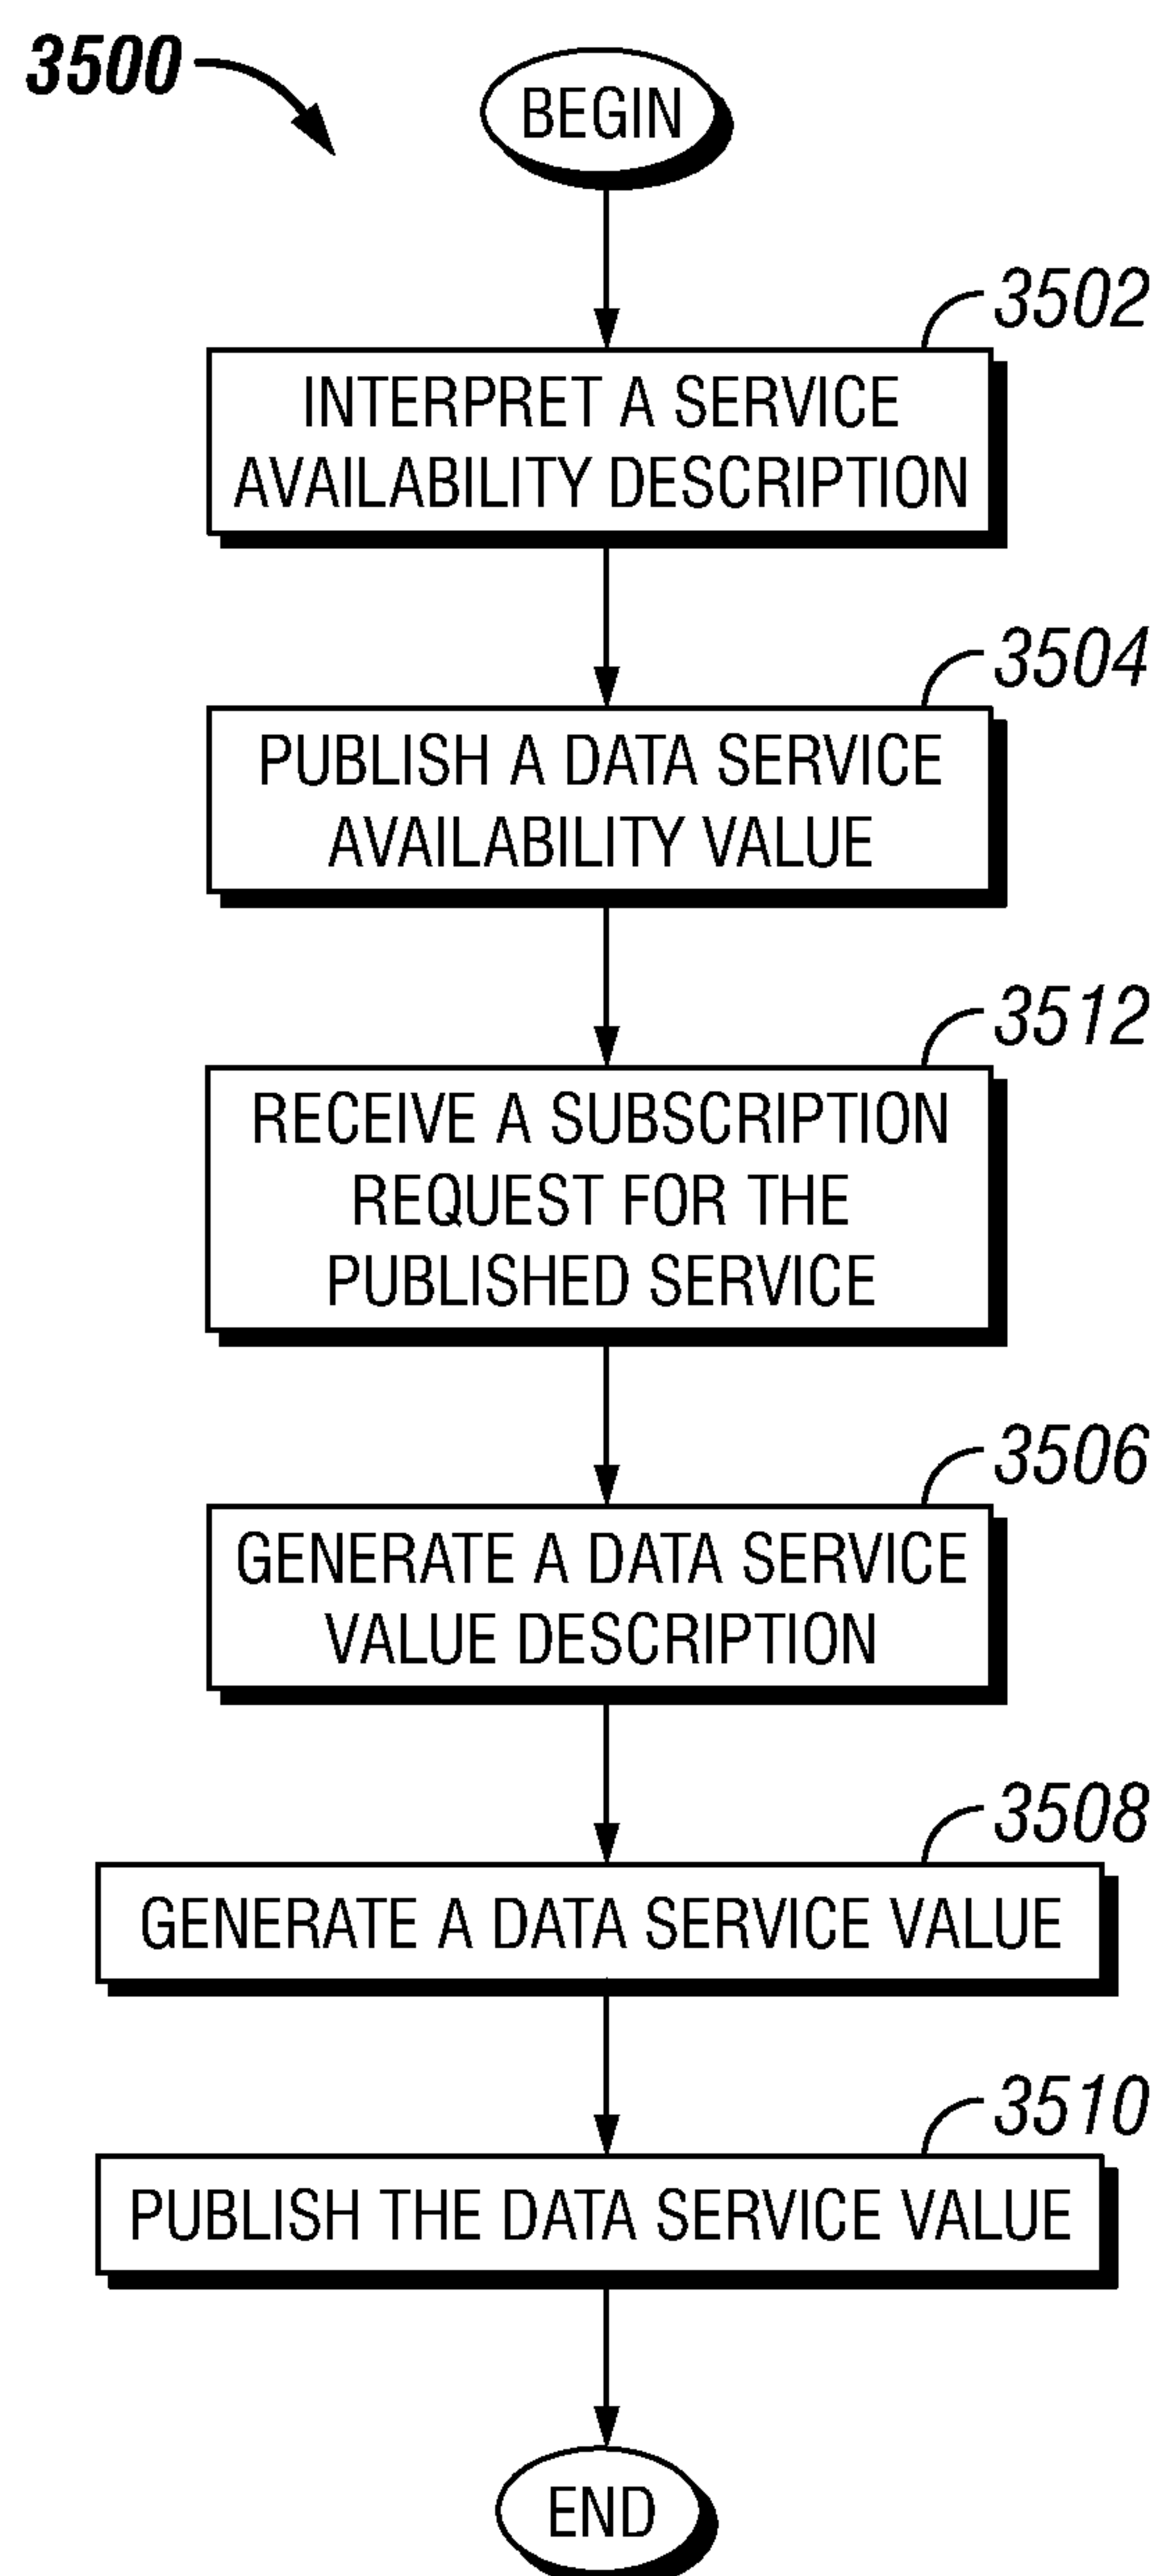 3500
BEGIN
3502
INTERPRET A SERVICE
AVAILABILITY DESCRIPTION
3504
PUBLISH A DATA SERVICE
AVAILABILITY VALUE
3512
RECEIVE A SUBSCRIPTION
REQUEST FOR THE
PUBLISHED SERVICE
3506
GENERATE A DATA SERVICE
VALUE DESCRIPTION
3508
GENERATE A DATA SERVICE VALUE
3510
PUBLISH THE DATA SERVICE VALUE
END